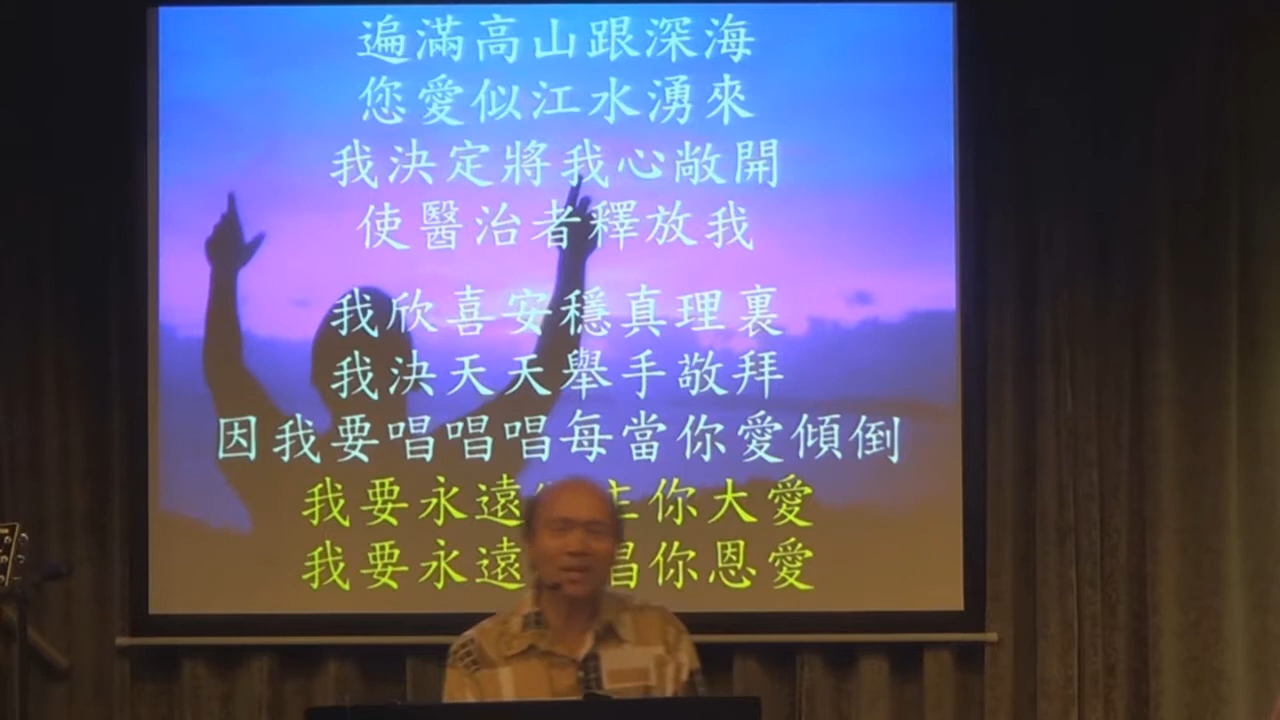 遍滿高山跟深海
您愛似江水湧來
我決定將我心敞開
使醫治者釋放我
我欣喜安穩真理裏
我決天天舉手敬拜
因我要唱唱唱每當你愛傾倒
我要永遠 主你大愛
我要永遠 唱你恩愛